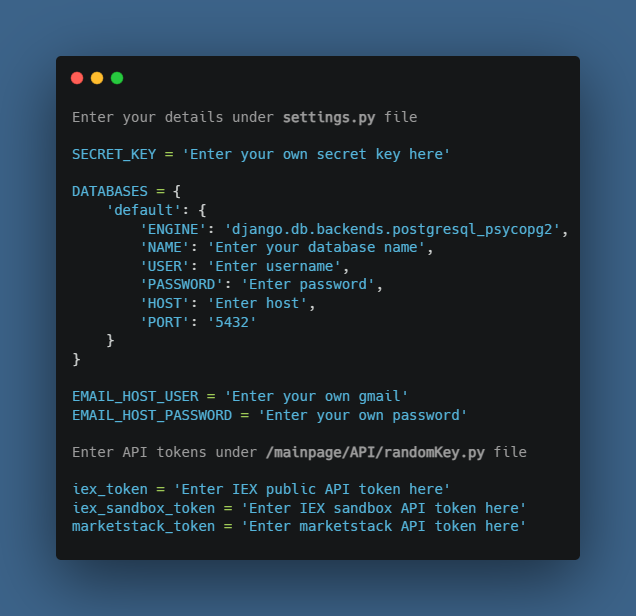 Enter your details under settings.py file
SECRET_KEY = 'Enter your own secret key here'
DATABASES = {
    'default': {
        'ENGINE': 'django.db.backends.postgresql_psycopg2',
        'NAME': 'Enter your database name',
        'USER': 'Enter username',
        'PASSWORD': 'Enter password',
        'HOST': 'Enter host',
        'PORT': '5432'
    }
}
EMAIL_HOST_USER = 'Enter your own gmail'
EMAIL_HOST_PASSWORD = 'Enter your own password'
Enter API tokens under /mainpage/API/randomKey.py file
iex_token = 'Enter IEX public API token here'
iex_sandbox_token = 'Enter IEX sandbox API token here'
marketstack_token = 'Enter marketstack API token here'